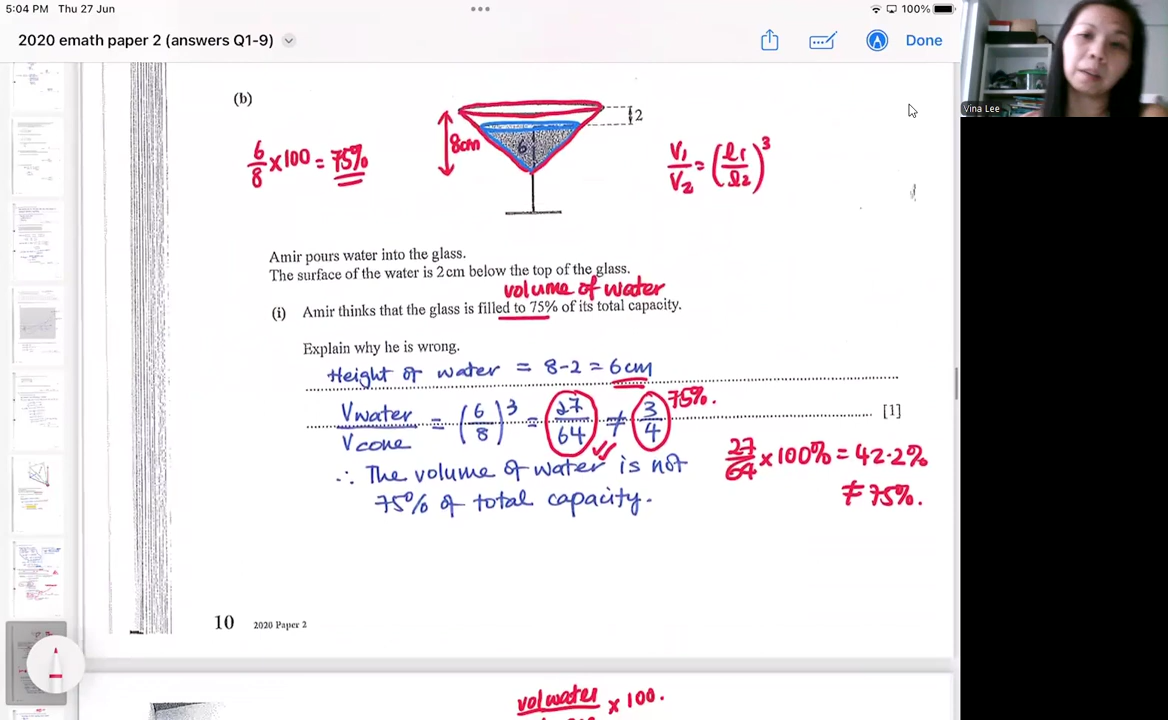 5:04 PM Thu 27 Jun
100%
2020 emath paper 2 (answers Q1-9)
Done
Vina Lee
(b)
2
8cm
6
6/8 x 100 = 75%
V1/V2 = (l1/l2)^3
Amir pours water into the glass.
The surface of the water is 2 cm below the top of the glass.
volume of water
(i) Amir thinks that the glass is filled to 75% of its total capacity.
Explain why he is wrong.
Height of water = 8-2 = 6cm
Vwater/Vcone = (6/8)^3 = 27/64 ≠ 3/4 75%.
[1]
27/64 x 100% = 42.2%
≠ 75%.
∴ The volume of water is not
75% of total capacity.
10 2020 Paper 2
vol water x 100.